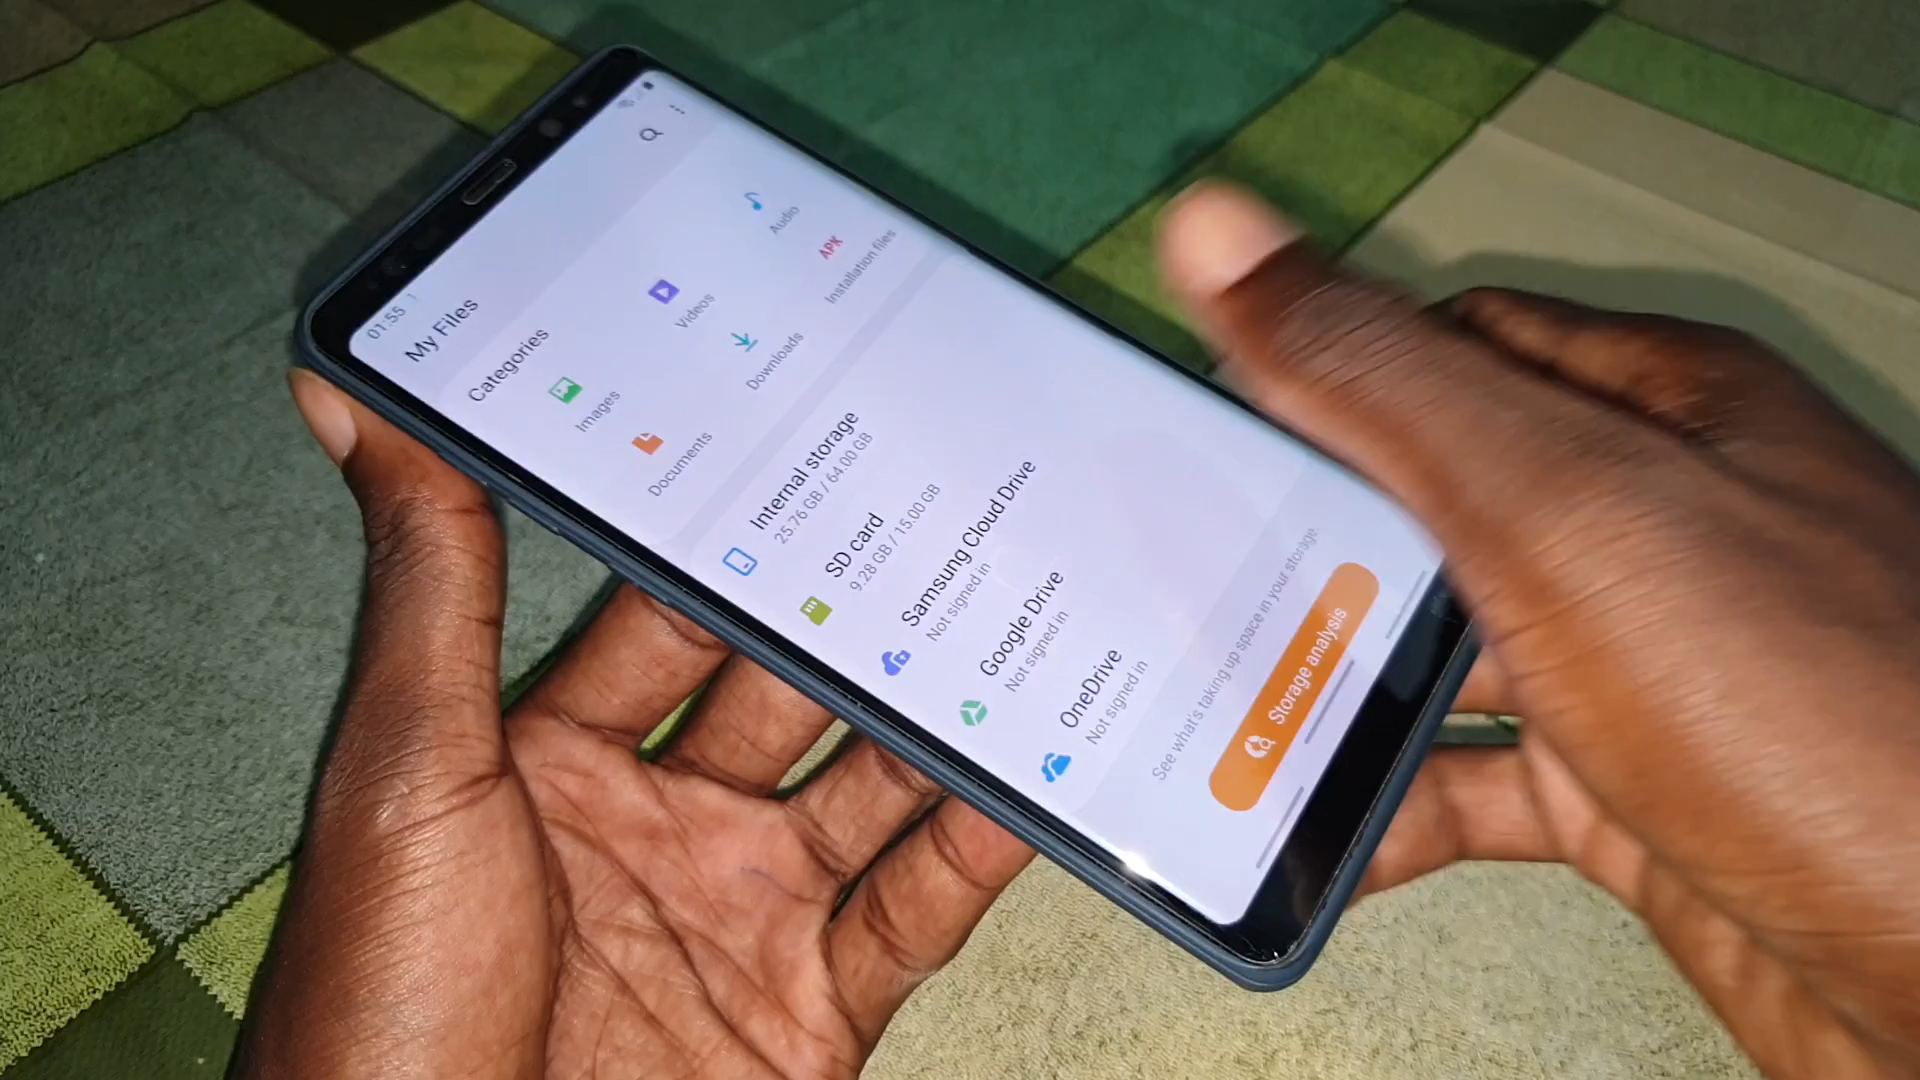 01:55
My Files
Categories
Images
Videos
Audio
Documents
Downloads
APK
Installation files
Internal storage
25.76 GB / 64.00 GB
SD card
9.28 GB / 15.00 GB
Samsung Cloud Drive
Not signed in
Google Drive
Not signed in
OneDrive
Not signed in
See what's taking up space in your storage.
Storage analysis